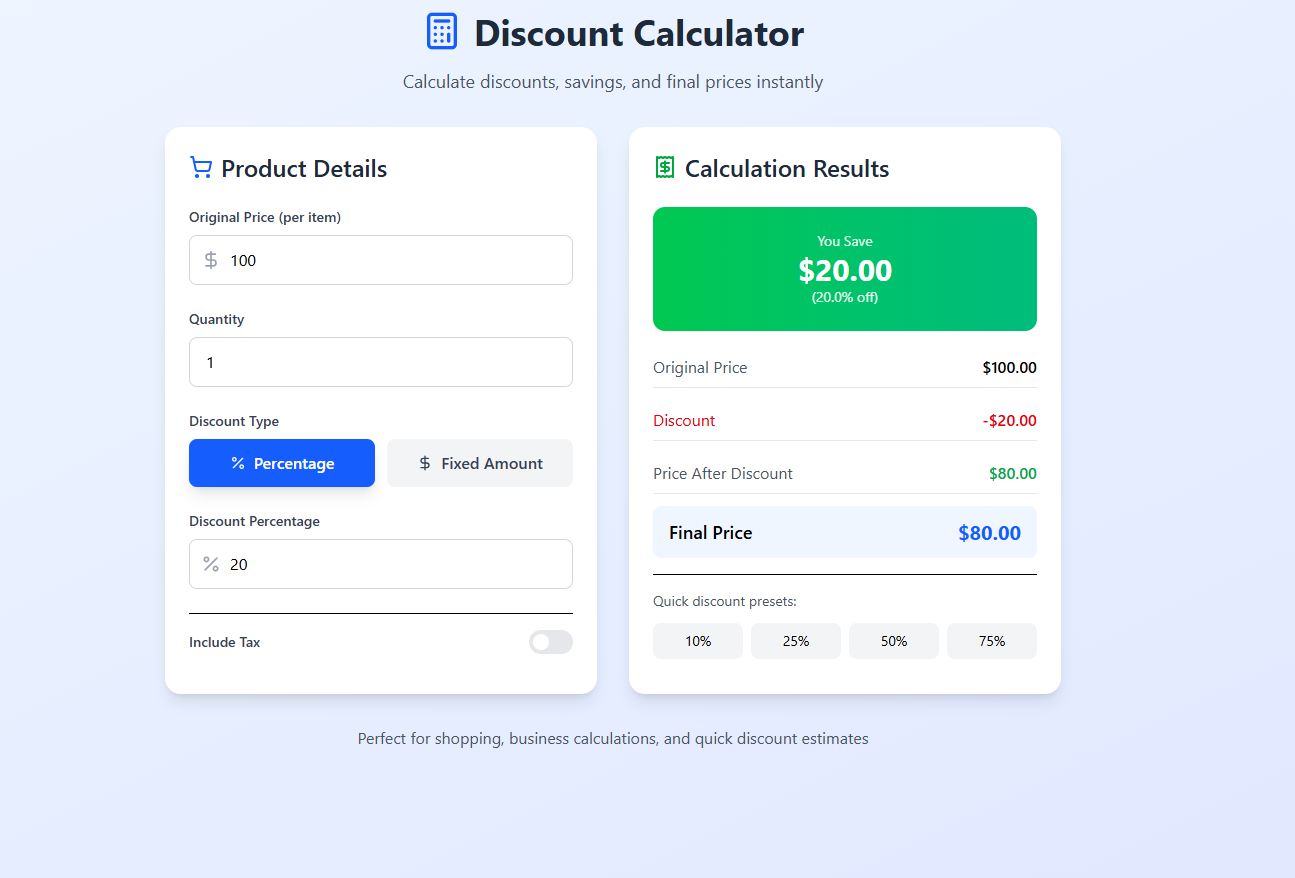 Discount Calculator
Calculate discounts, savings, and final prices instantly
Product Details
Original Price (per item)
$ 100
Quantity
1
Discount Type
% Percentage
$ Fixed Amount
Discount Percentage
% 20
Include Tax
Calculation Results
You Save
$20.00
(20.0% off)
Original Price $100.00
Discount -$20.00
Price After Discount $80.00
Final Price $80.00
Quick discount presets:
10% 25% 50% 75%
Perfect for shopping, business calculations, and quick discount estimates